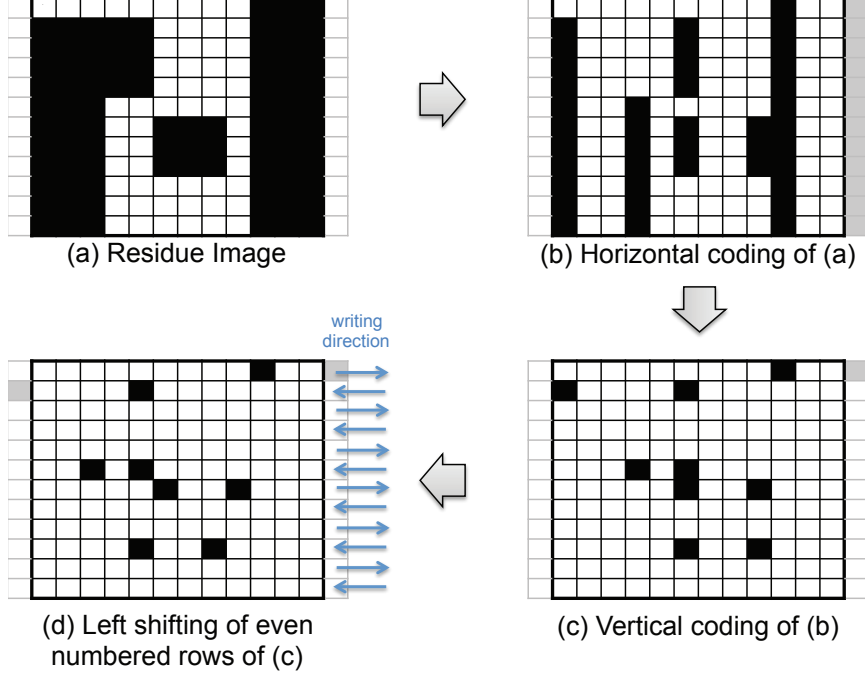 (a) Residue Image
(b) Horizontal coding of (a)
writing
direction
(d) Left shifting of even
numbered rows of (c)
(c) Vertical coding of (b)